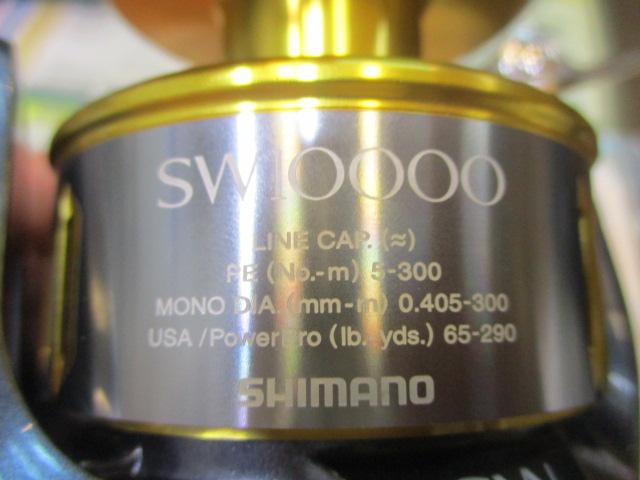 SW10000
LINE CAP. (≈)
PE (No.-m) 5-300
MONO DIA. (mm-m) 0.405-300
USA/PowerPro (lb.-yds.) 65-290
SHIMANO